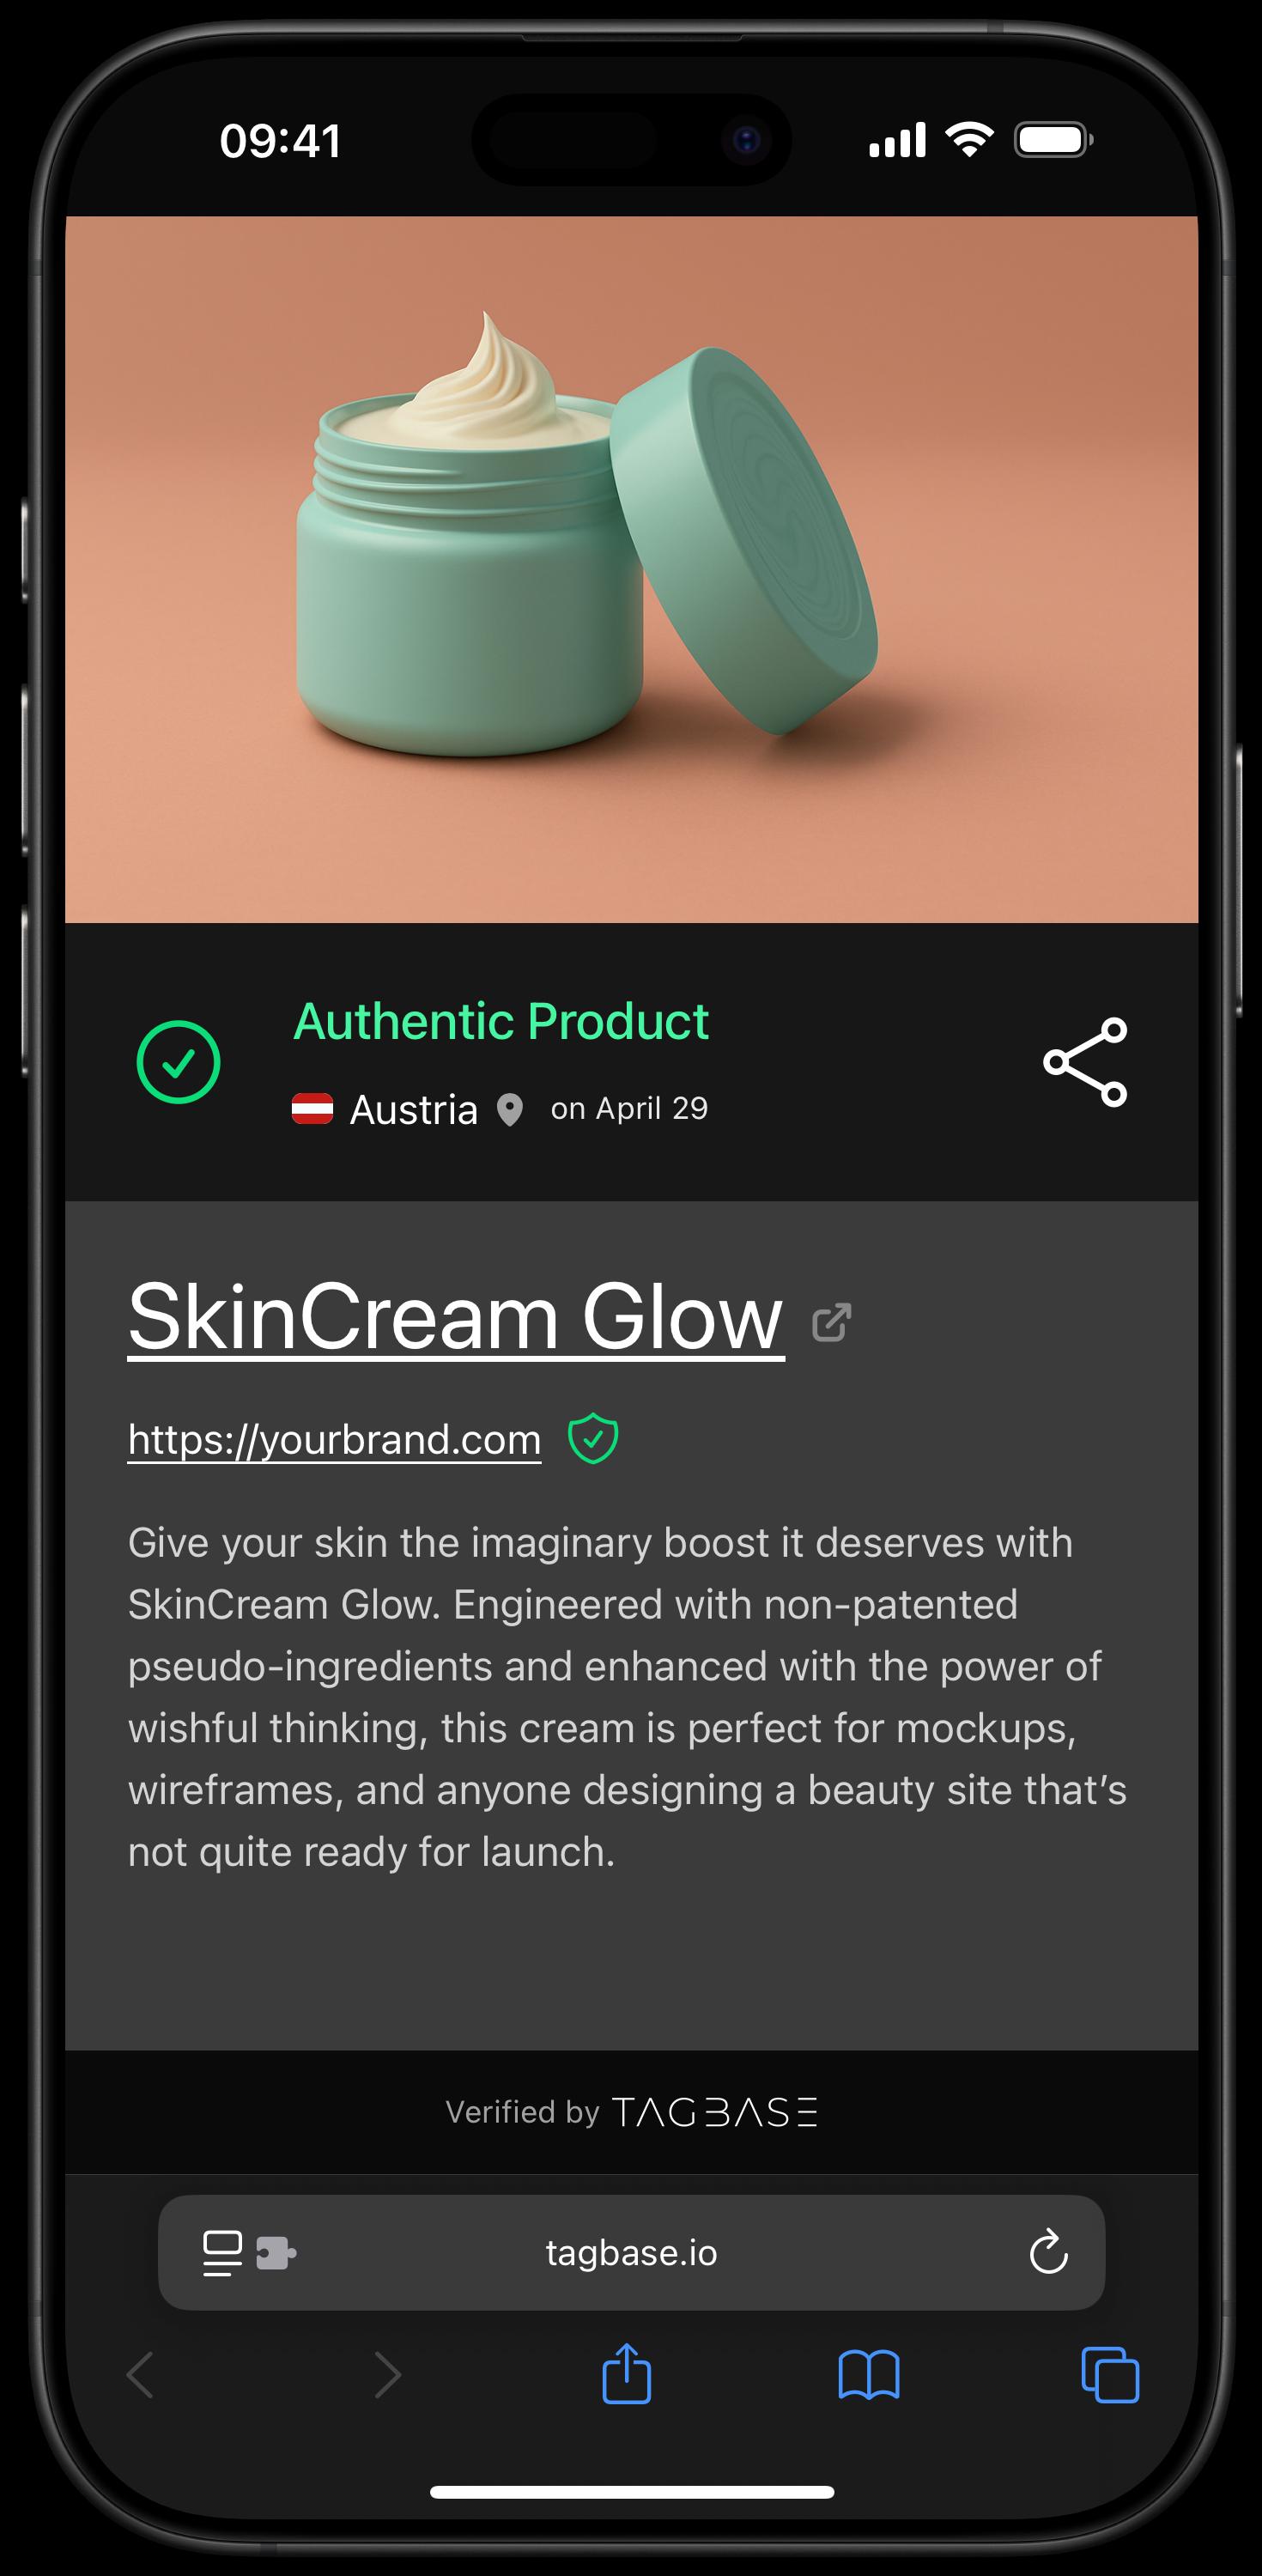 09:41
Authentic Product
Austria on April 29
SkinCream Glow
https://yourbrand.com
Give your skin the imaginary boost it deserves with
SkinCream Glow. Engineered with non-patented
pseudo-ingredients and enhanced with the power of
wishful thinking, this cream is perfect for mockups,
wireframes, and anyone designing a beauty site that’s
not quite ready for launch.
Verified by TAGBASE
tagbase.io